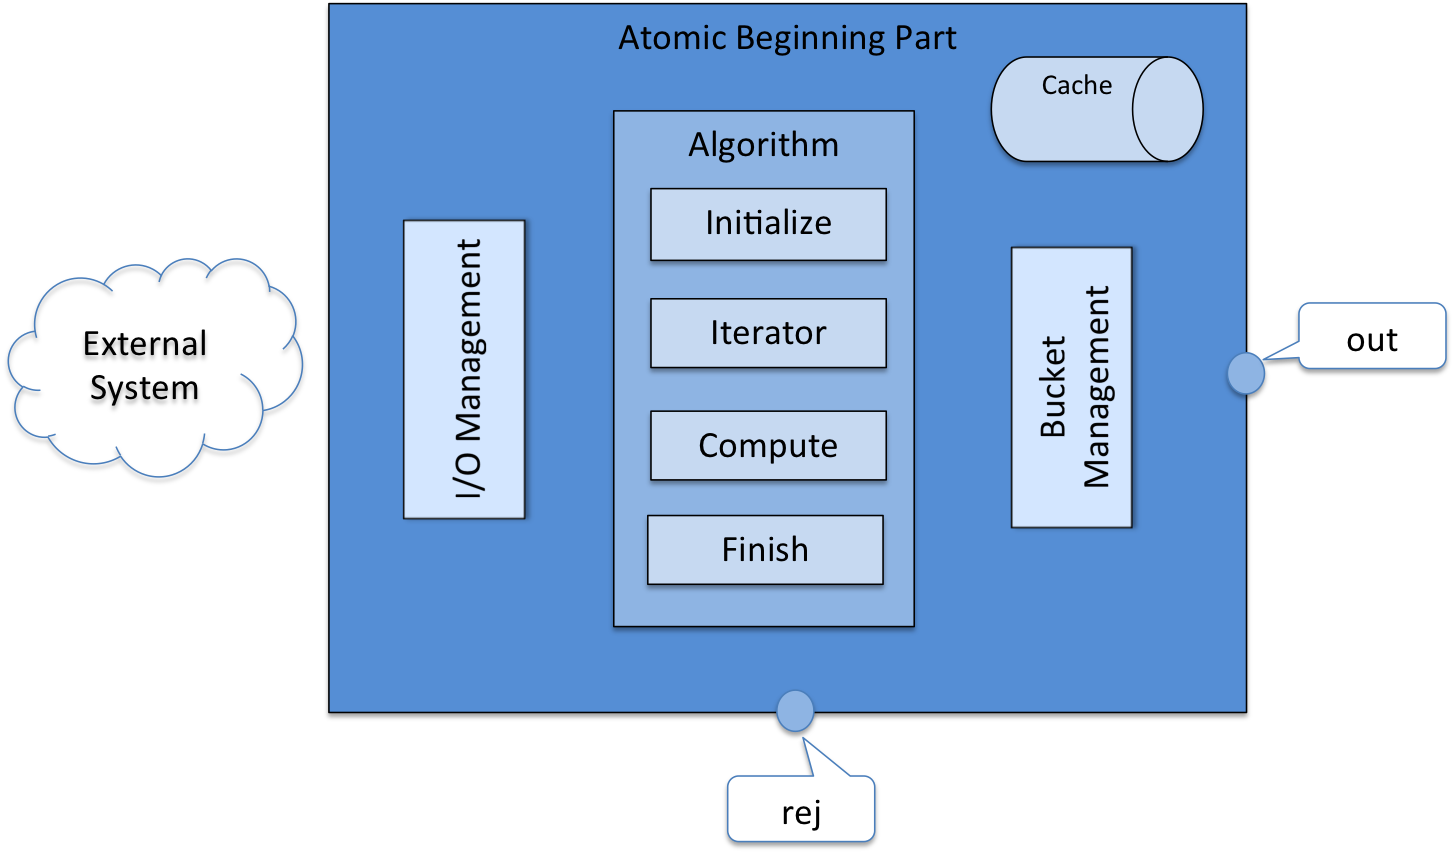 Atomic Beginning Part
Cache
Algorithm
Initialize
Iterator
Compute
Finish
I/O Management
Bucket
Management
External
System
out
rej